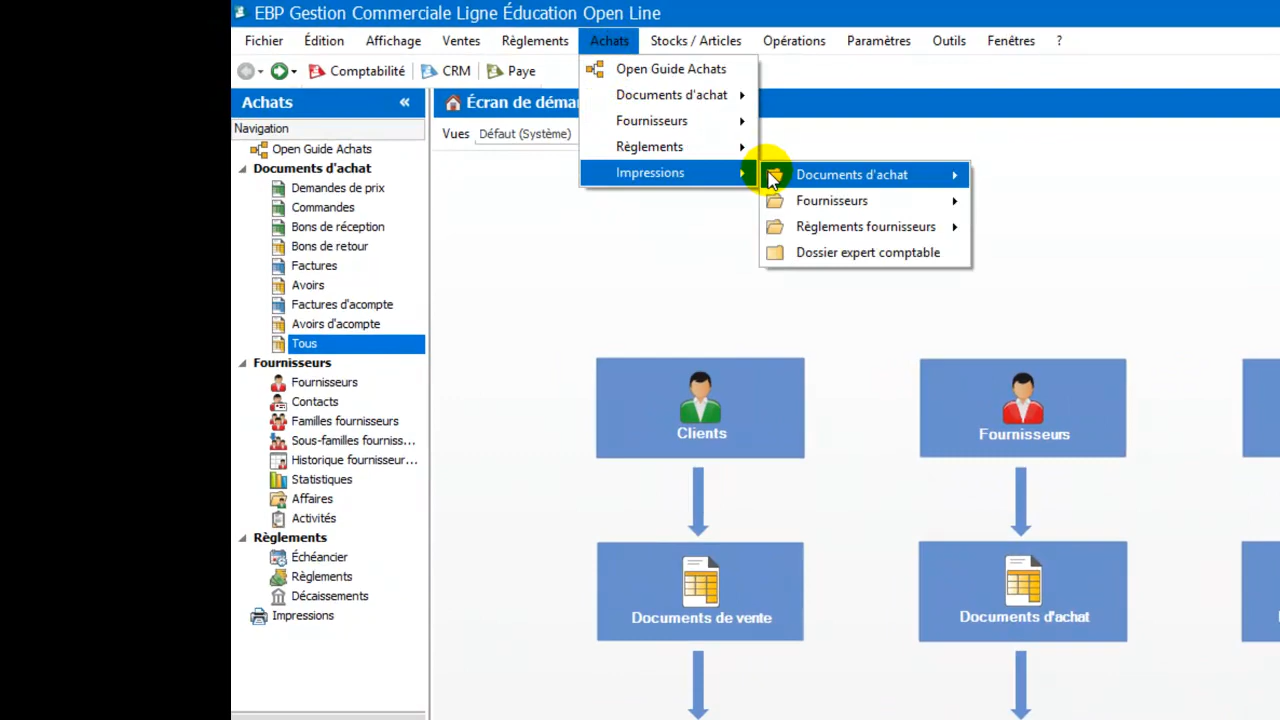 EBP Gestion Commerciale Ligne Éducation Open Line
Fichier Édition Affichage Ventes Règlements Achats Stocks / Articles Opérations Paramètres Outils Fenêtres ?
Comptabilité CRM Paye
Open Guide Achats
Documents d'achat
Fournisseurs
Règlements
Impressions
Documents d'achat
Fournisseurs
Règlements fournisseurs
Dossier expert comptable
Achats «
Navigation
Open Guide Achats
Documents d'achat
Demandes de prix
Commandes
Bons de réception
Bons de retour
Factures
Avoirs
Factures d'acompte
Avoirs d'acompte
Tous
Fournisseurs
Fournisseurs
Contacts
Familles fournisseurs
Sous-familles fourniss...
Historique fournisseur...
Statistiques
Affaires
Activités
Règlements
Échéancier
Règlements
Décaissements
Impressions
Écran de déma
Vues Défaut (Système)
Clients
Fournisseurs
Documents de vente
Documents d'achat